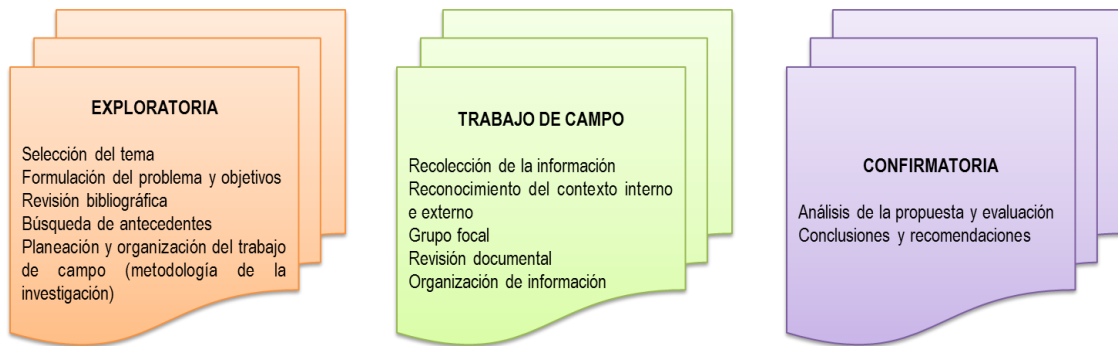 EXPLORATORIA
Selección del tema
Formulación del problema y objetivos
Revisión bibliográfica
Búsqueda de antecedentes
Planeación y organización del trabajo
de campo (metodología de la
investigación)
TRABAJO DE CAMPO
Recolección de la información
Reconocimiento del contexto interno
e externo
Grupo focal
Revisión documental
Organización de información
CONFIRMATORIA
Análisis de la propuesta y evaluación
Conclusiones y recomendaciones